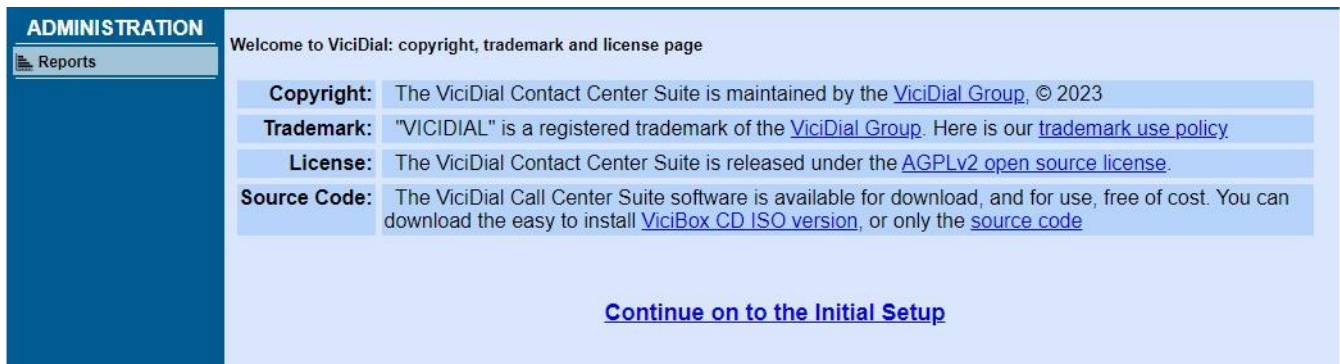 ADMINISTRATION
Reports
Welcome to ViciDial: copyright, trademark and license page
Copyright: The ViciDial Contact Center Suite is maintained by the ViciDial Group, © 2023
Trademark: "VICIDIAL" is a registered trademark of the ViciDial Group. Here is our trademark use policy
License: The ViciDial Contact Center Suite is released under the AGPLv2 open source license.
Source Code: The ViciDial Call Center Suite software is available for download, and for use, free of cost. You can
download the easy to install ViciBox CD ISO version, or only the source code
Continue on to the Initial Setup